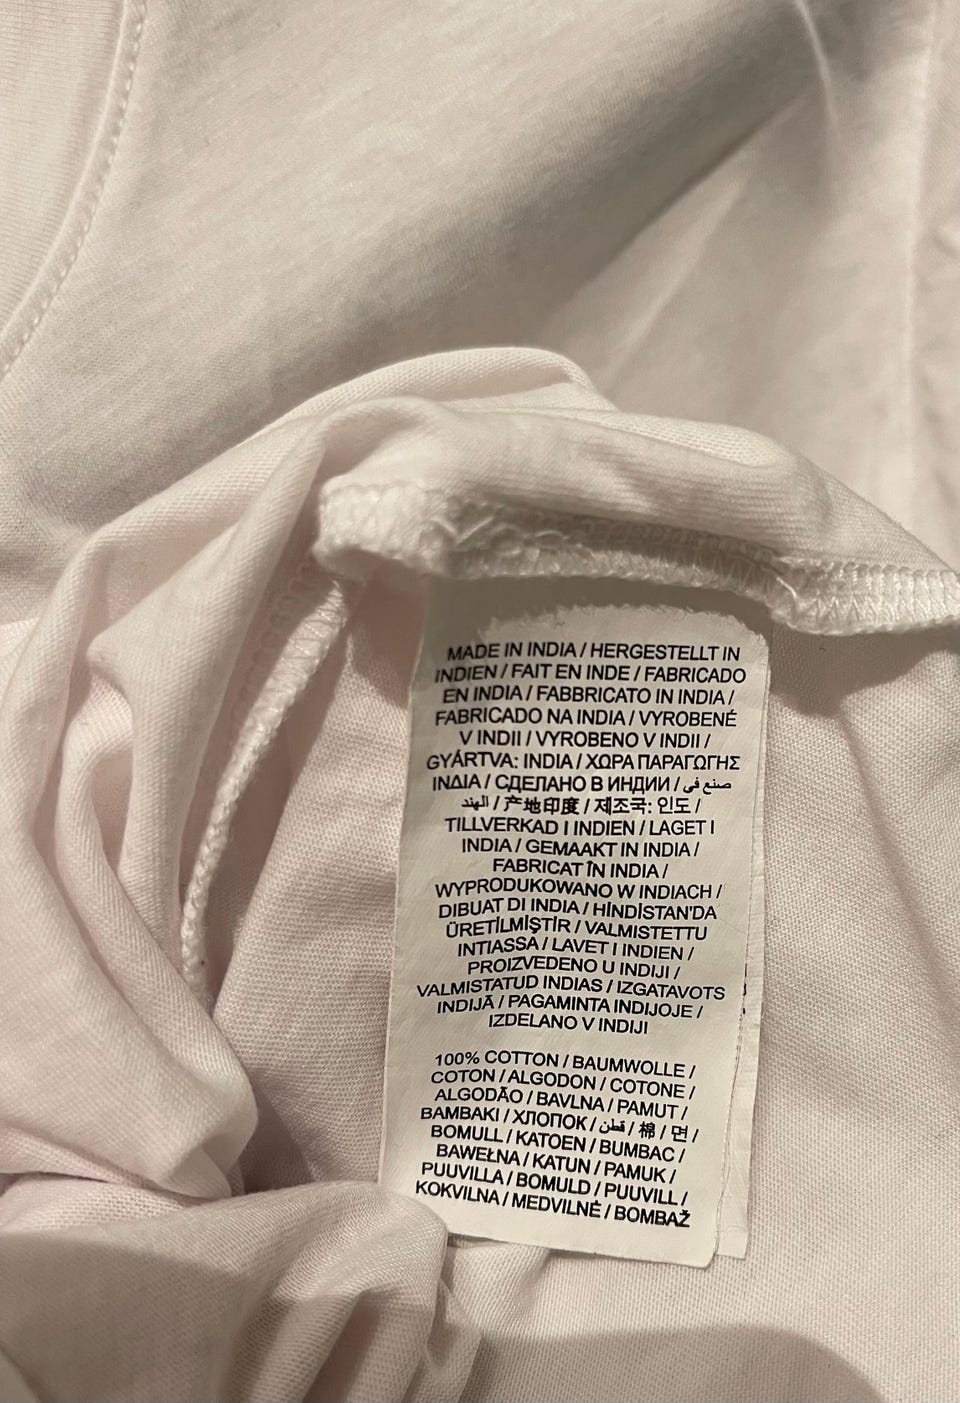 MADE IN INDIA / HERGESTELLT IN
INDIEN / FAIT EN INDE / FABRICADO
EN INDIA / FABBRICATO IN INDIA /
FABRICADO NA INDIA / VYROBENÉ
V INDII / VYROBENO V INDII /
GYÁRTVA: INDIA / ΧΩΡΑ ΠΑΡΑΓΩΓΗΣ
ΙΝΔΙΑ / СДЕЛАНО В ИНДИИ / صنع في
الهند / 产地印度 / 제조국: 인도 /
TILLVERKAD I INDIEN / LAGET I
INDIA / GEMAAKT IN INDIA /
FABRICAT ÎN INDIA /
WYPRODUKOWANO W INDIACH /
DIBUAT DI INDIA / HİNDİSTAN'DA
ÜRETİLMİŞTİR / VALMISTETTU
INTIASSA / LAVET I INDIEN /
PROIZVEDENO U INDIJI /
VALMISTATUD INDIAS / IZGATAVOTS
INDIJĀ / PAGAMINTA INDIJOJE /
IZDELANO V INDIJI
100% COTTON / BAUMWOLLE /
COTON / ALGODON / COTONE /
ALGODÃO / BAVLNA / PAMUT /
ΒΑΜΒΑΚΙ / ХЛОПОК / قطن / 棉 / 면 /
BOMULL / KATOEN / BUMBAC /
BAWEŁNA / KATUN / PAMUK /
PUUVILLA / BOMULD / PUUVILL /
KOKVILNA / MEDVILNĖ / BOMBAŽ